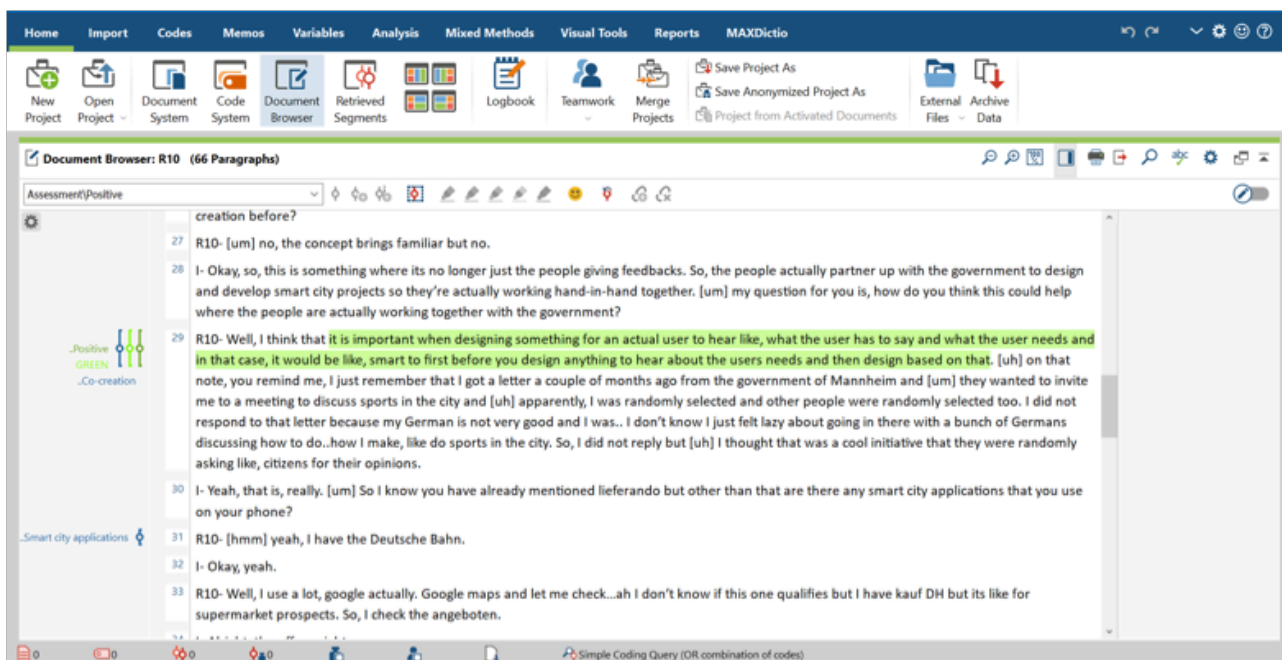 Home Import Codes Memos Variables Analysis Mixed Methods Visual Tools Reports MAXDictio
New Project
Open Project
Document System
Code System
Document Browser
Retrieved Segments
Logbook
Teamwork
Merge Projects
Save Project As
Save Anonymized Project As
Project from Activated Documents
External Files
Archive Data
Document Browser: R10 (66 Paragraphs)
Assessment\Positive
creation before?
27 R10- [um] no, the concept brings familiar but no.
28 I- Okay, so, this is something where its no longer just the people giving feedbacks. So, the people actually partner up with the government to design
and develop smart city projects so they're actually working hand-in-hand together. [um] my question for you is, how do you think this could help
where the people are actually working together with the government?
..Positive
GREEN
..Co-creation
29 R10- Well, I think that it is important when designing something for an actual user to hear like, what the user has to say and what the user needs and
in that case, it would be like, smart to first before you design anything to hear about the users needs and then design based on that. [uh] on that
note, you remind me, I just remember that I got a letter a couple of months ago from the government of Mannheim and [um] they wanted to invite
me to a meeting to discuss sports in the city and [uh] apparently, I was randomly selected and other people were randomly selected too. I did not
respond to that letter because my German is not very good and I was.. I don't know I just felt lazy about going in there with a bunch of Germans
discussing how to do..how I make, like do sports in the city. So, I did not reply but [uh] I thought that was a cool initiative that they were randomly
asking like, citizens for their opinions.
30 I- Yeah, that is, really. [um] So I know you have already mentioned lieferando but other than that are there any smart city applications that you use
on your phone?
..Smart city applications
31 R10- [hmm] yeah, I have the Deutsche Bahn.
32 I- Okay, yeah.
33 R10- Well, I use a lot, google actually. Google maps and let me check...ah I don't know if this one qualifies but I have kauf DH but its like for
supermarket prospects. So, I check the angeboten.
0 0 0 0 Simple Coding Query (OR combination of codes)